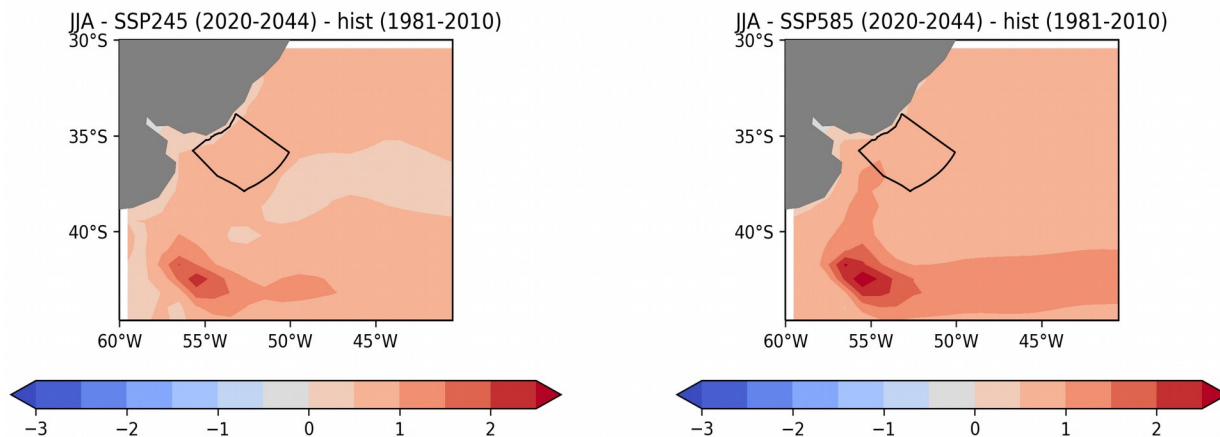 JJA - SSP245 (2020-2044) - hist (1981-2010)
30°S
35°S
40°S
60°W 55°W 50°W 45°W
−3 −2 −1 0 1 2
JJA - SSP585 (2020-2044) - hist (1981-2010)
30°S
35°S
40°S
60°W 55°W 50°W 45°W
−3 −2 −1 0 1 2